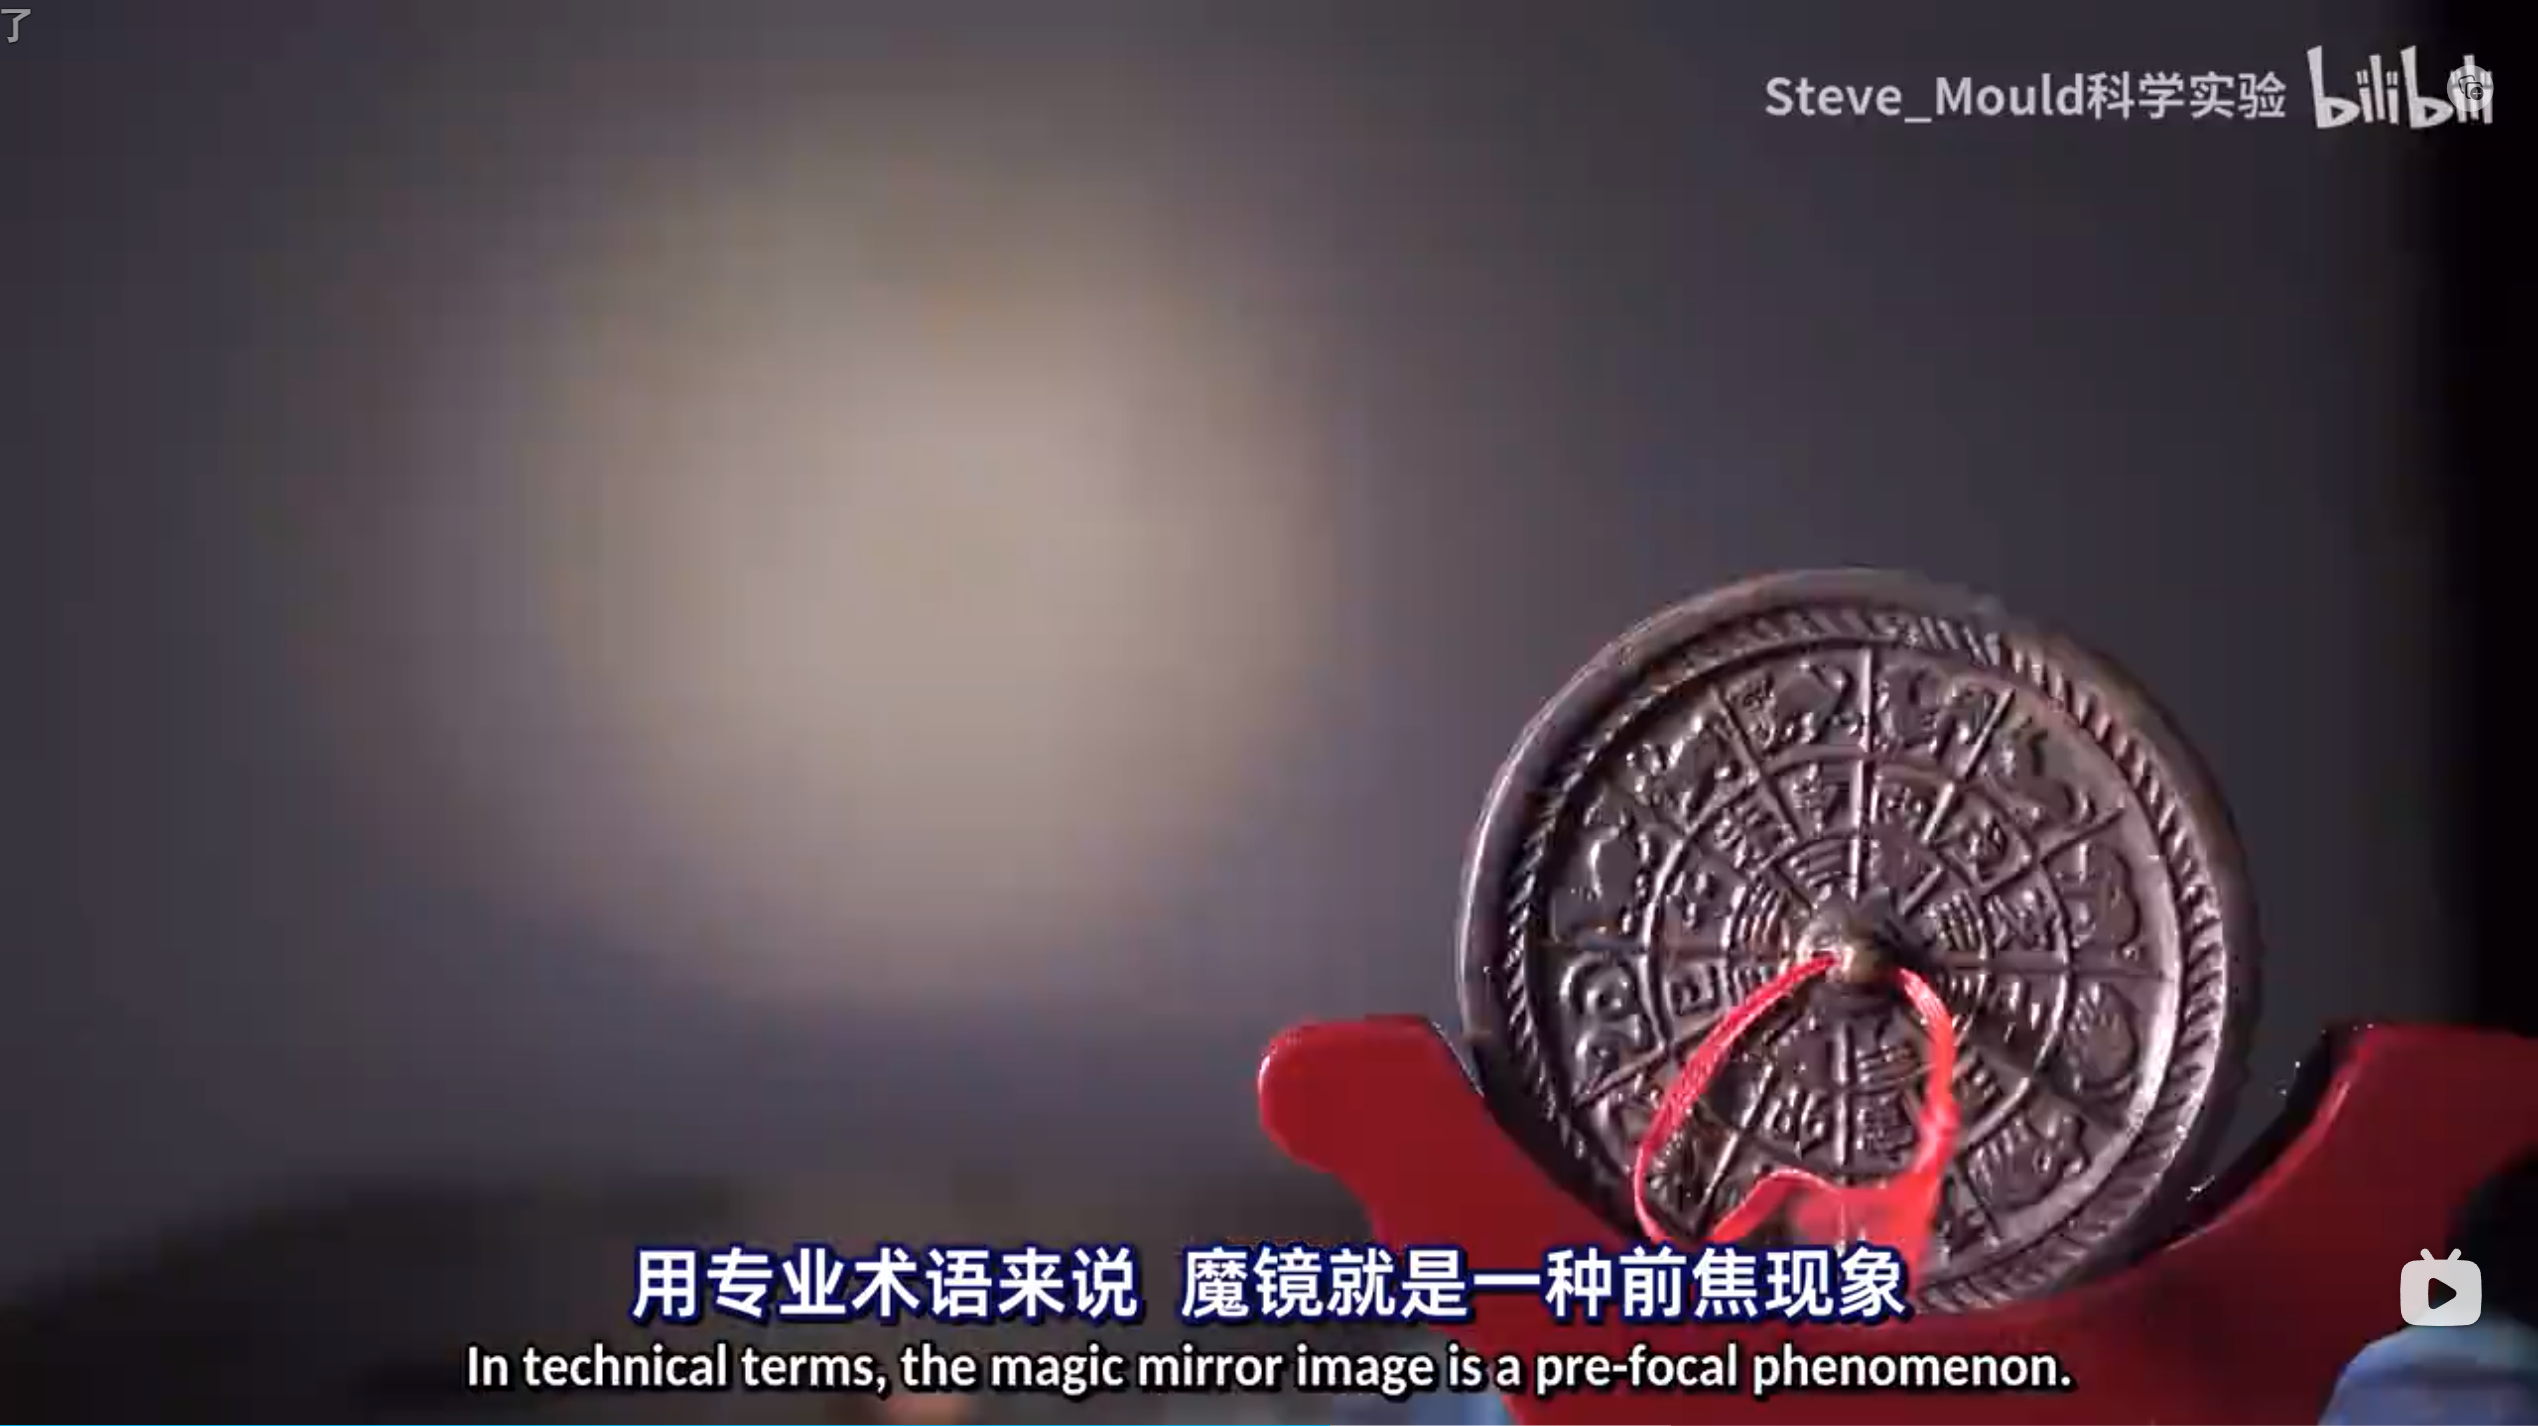 了
Steve_Mould科学实验 bilibili
用专业术语来说 魔镜就是一种前焦现象
In technical terms, the magic mirror image is a pre-focal phenomenon.